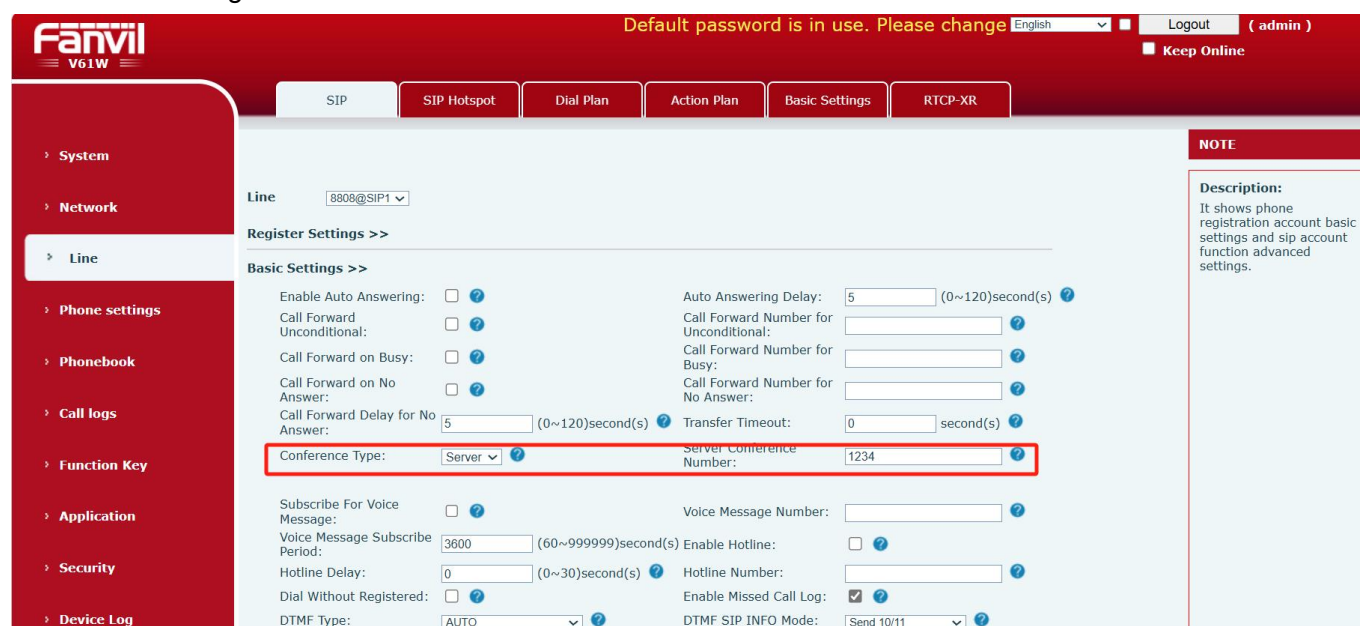 Default password is in use. Please change English Logout ( admin )
Keep Online
Fanvil
V61W
SIP SIP Hotspot Dial Plan Action Plan Basic Settings RTCP-XR
› System
› Network
› Line
› Phone settings
› Phonebook
› Call logs
› Function Key
› Application
› Security
› Device Log
Line 8808@SIP1
Register Settings >>
Basic Settings >>
Enable Auto Answering: Auto Answering Delay: 5 (0~120)second(s)
Call Forward Unconditional: Call Forward Number for Unconditional:
Call Forward on Busy: Call Forward Number for Busy:
Call Forward on No Answer: Call Forward Number for No Answer:
Call Forward Delay for No Answer: 5 (0~120)second(s) Transfer Timeout: 0 second(s)
Conference Type: Server Server Conference Number: 1234
Subscribe For Voice Message: Voice Message Number:
Voice Message Subscribe Period: 3600 (60~999999)second(s) Enable Hotline:
Hotline Delay: 0 (0~30)second(s) Hotline Number:
Dial Without Registered: Enable Missed Call Log:
DTMF Type: AUTO DTMF SIP INFO Mode: Send 10/11
NOTE
Description:
It shows phone
registration account basic
settings and sip account
function advanced
settings.